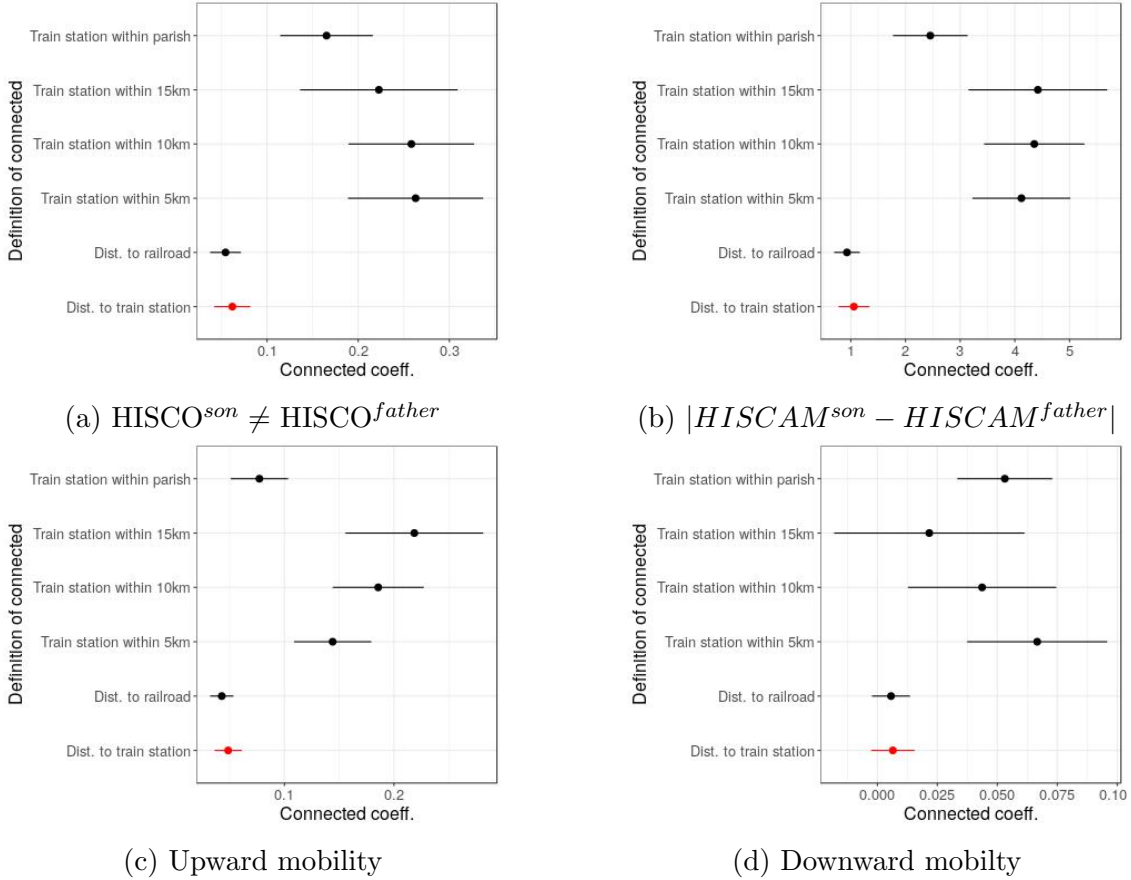 Definition of connected
Train station within parish
Train station within 15km
Train station within 10km
Train station within 5km
Dist. to railroad
Dist. to train station
0.1 0.2 0.3
Connected coeff.
(a) HISCO^son ≠ HISCO^father
Definition of connected
Train station within parish
Train station within 15km
Train station within 10km
Train station within 5km
Dist. to railroad
Dist. to train station
1 2 3 4 5
Connected coeff.
(b) |HISCAM^son − HISCAM^father|
Definition of connected
Train station within parish
Train station within 15km
Train station within 10km
Train station within 5km
Dist. to railroad
Dist. to train station
0.1 0.2
Connected coeff.
(c) Upward mobility
Definition of connected
Train station within parish
Train station within 15km
Train station within 10km
Train station within 5km
Dist. to railroad
Dist. to train station
0.000 0.025 0.050 0.075 0.100
Connected coeff.
(d) Downward mobilty